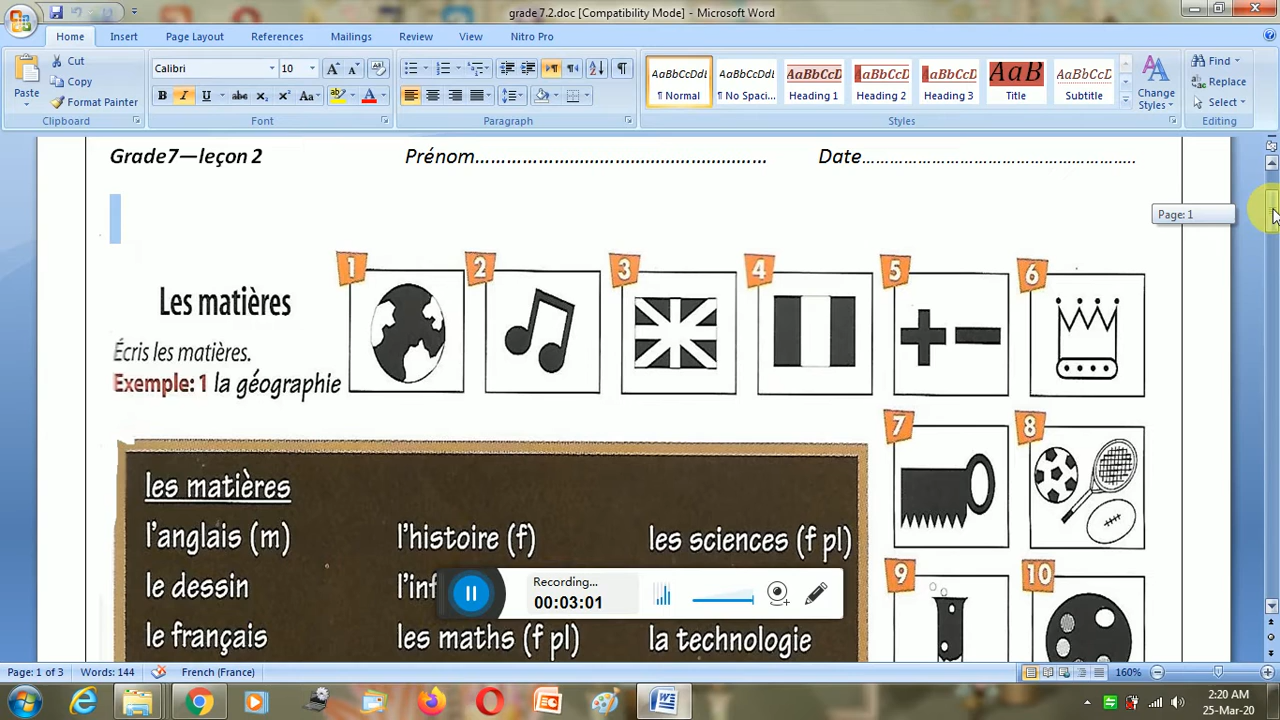 grade 7.2.doc [Compatibility Mode] - Microsoft Word
Home Insert Page Layout References Mailings Review View Nitro Pro
Paste
Cut
Copy
Format Painter
Clipboard
Calibri 10
Font
Paragraph
AaBbCcDdI AaBbCcDdI AaBbCcD AaBbCcD AaBbCcD AaB AaBbCcDd
¶ Normal ¶ No Spaci... Heading 1 Heading 2 Heading 3 Title Subtitle
Change Styles
Styles
Find
Replace
Select
Editing
Grade7—leçon 2 Prénom................................................... Date.................................................
Page: 1
1 2 3 4 5 6
Les matières
Écris les matières.
Exemple: 1 la géographie
7 8
les matières
l'anglais (m) l'histoire (f) les sciences (f pl)
le dessin l'inf
le français les maths (f pl) la technologie
9 10
Recording...
00:03:01
Page: 1 of 3 Words: 144 French (France) 160%
2:20 AM
25-Mar-20